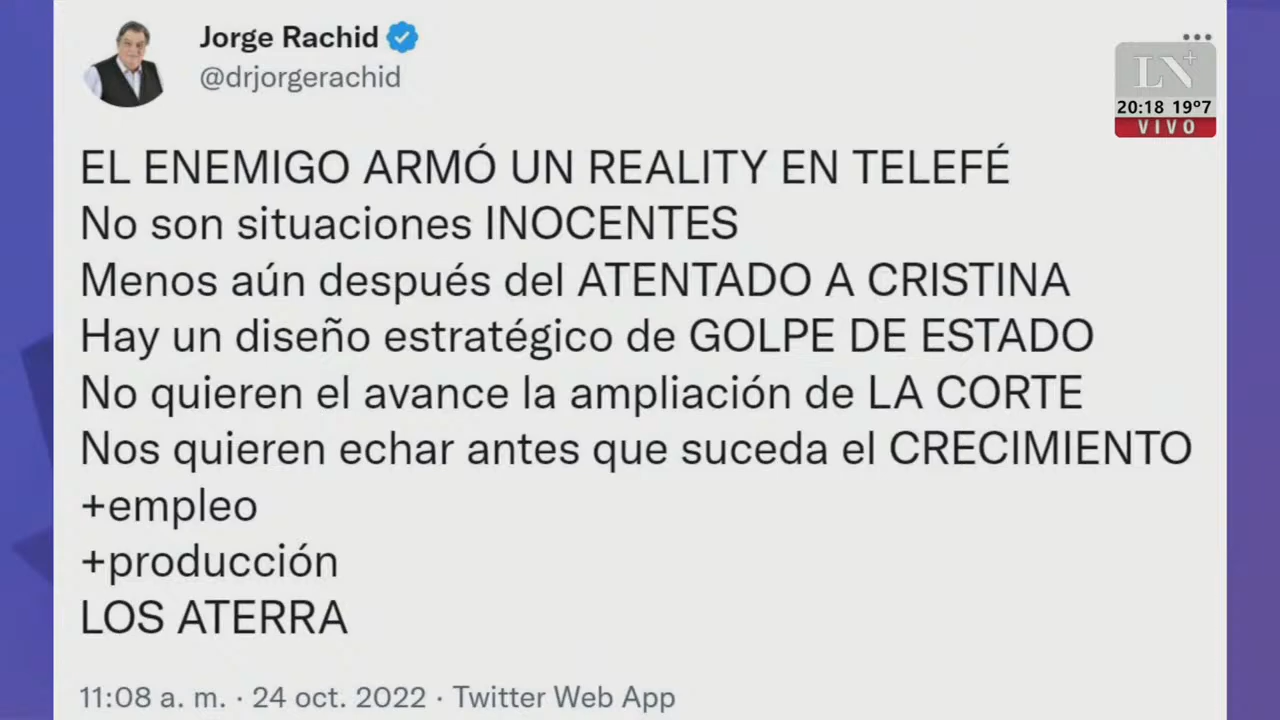 Jorge Rachid
@drjorgerachid
LN+
20:18 19º7
VIVO
EL ENEMIGO ARMÓ UN REALITY EN TELEFÉ
No son situaciones INOCENTES
Menos aún después del ATENTADO A CRISTINA
Hay un diseño estratégico de GOLPE DE ESTADO
No quieren el avance la ampliación de LA CORTE
Nos quieren echar antes que suceda el CRECIMIENTO
+empleo
+producción
LOS ATERRA
11:08 a. m. · 24 oct. 2022 · Twitter Web App